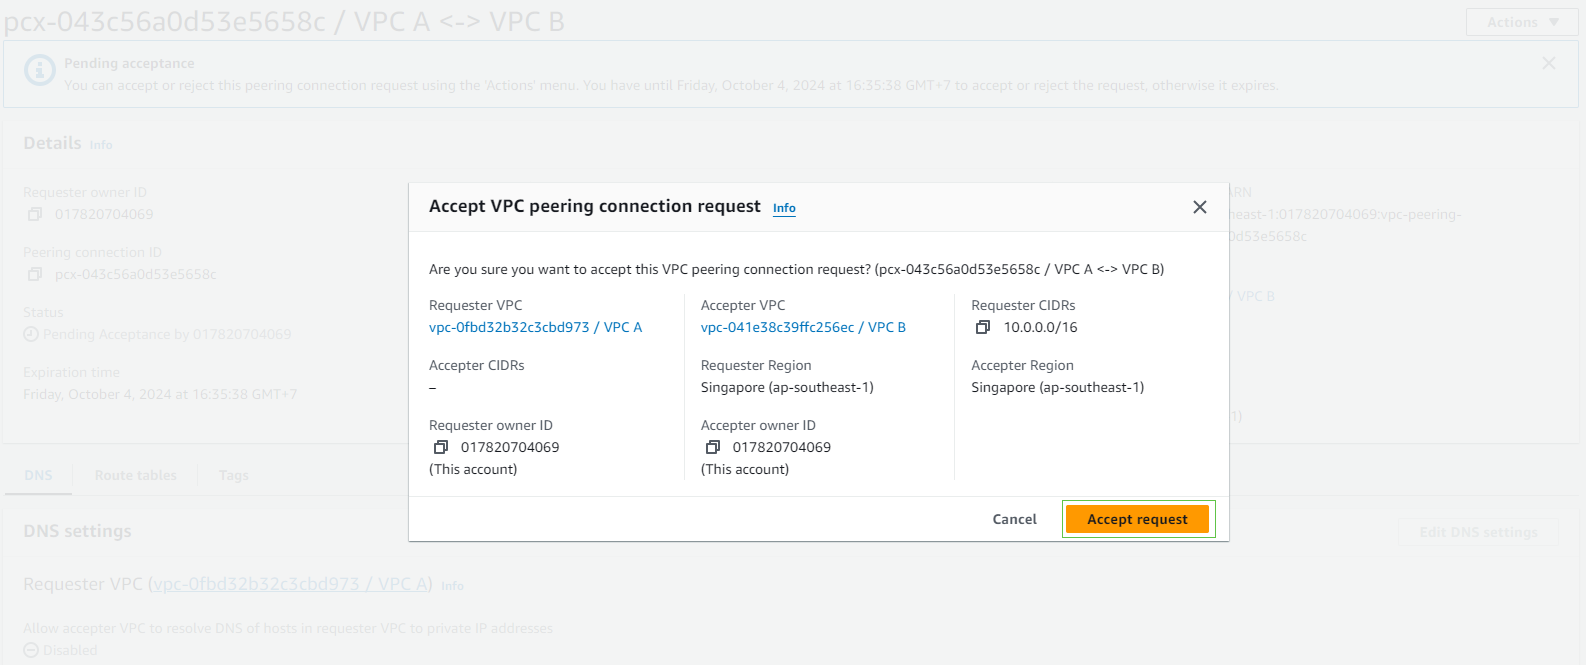 pcx-043c56a0d53e5658c / VPC A <-> VPC B
Actions
Pending acceptance
You can accept or reject this peering connection request using the 'Actions' menu. You have until Friday, October 4, 2024 at 16:35:38 GMT+7 to accept or reject the request, otherwise it expires.
Details Info
Requester owner ID
017820704069
Peering connection ID
pcx-043c56a0d53e5658c
Status
Pending Acceptance by 017820704069
Expiration time
Friday, October 4, 2024 at 16:35:38 GMT+7
ARN
heast-1:017820704069:vpc-peering-
0d53e5658c
/ VPC B
1)
Accept VPC peering connection request Info
Are you sure you want to accept this VPC peering connection request? (pcx-043c56a0d53e5658c / VPC A <-> VPC B)
Requester VPC
vpc-0fbd32b32c3cbd973 / VPC A
Accepter VPC
vpc-041e38c39ffc256ec / VPC B
Requester CIDRs
10.0.0.0/16
Accepter CIDRs
–
Requester Region
Singapore (ap-southeast-1)
Accepter Region
Singapore (ap-southeast-1)
Requester owner ID
017820704069
(This account)
Accepter owner ID
017820704069
(This account)
Cancel
Accept request
DNS Route tables Tags
DNS settings
Edit DNS settings
Requester VPC (vpc-0fbd32b32c3cbd973 / VPC A) Info
Allow accepter VPC to resolve DNS of hosts in requester VPC to private IP addresses
Disabled